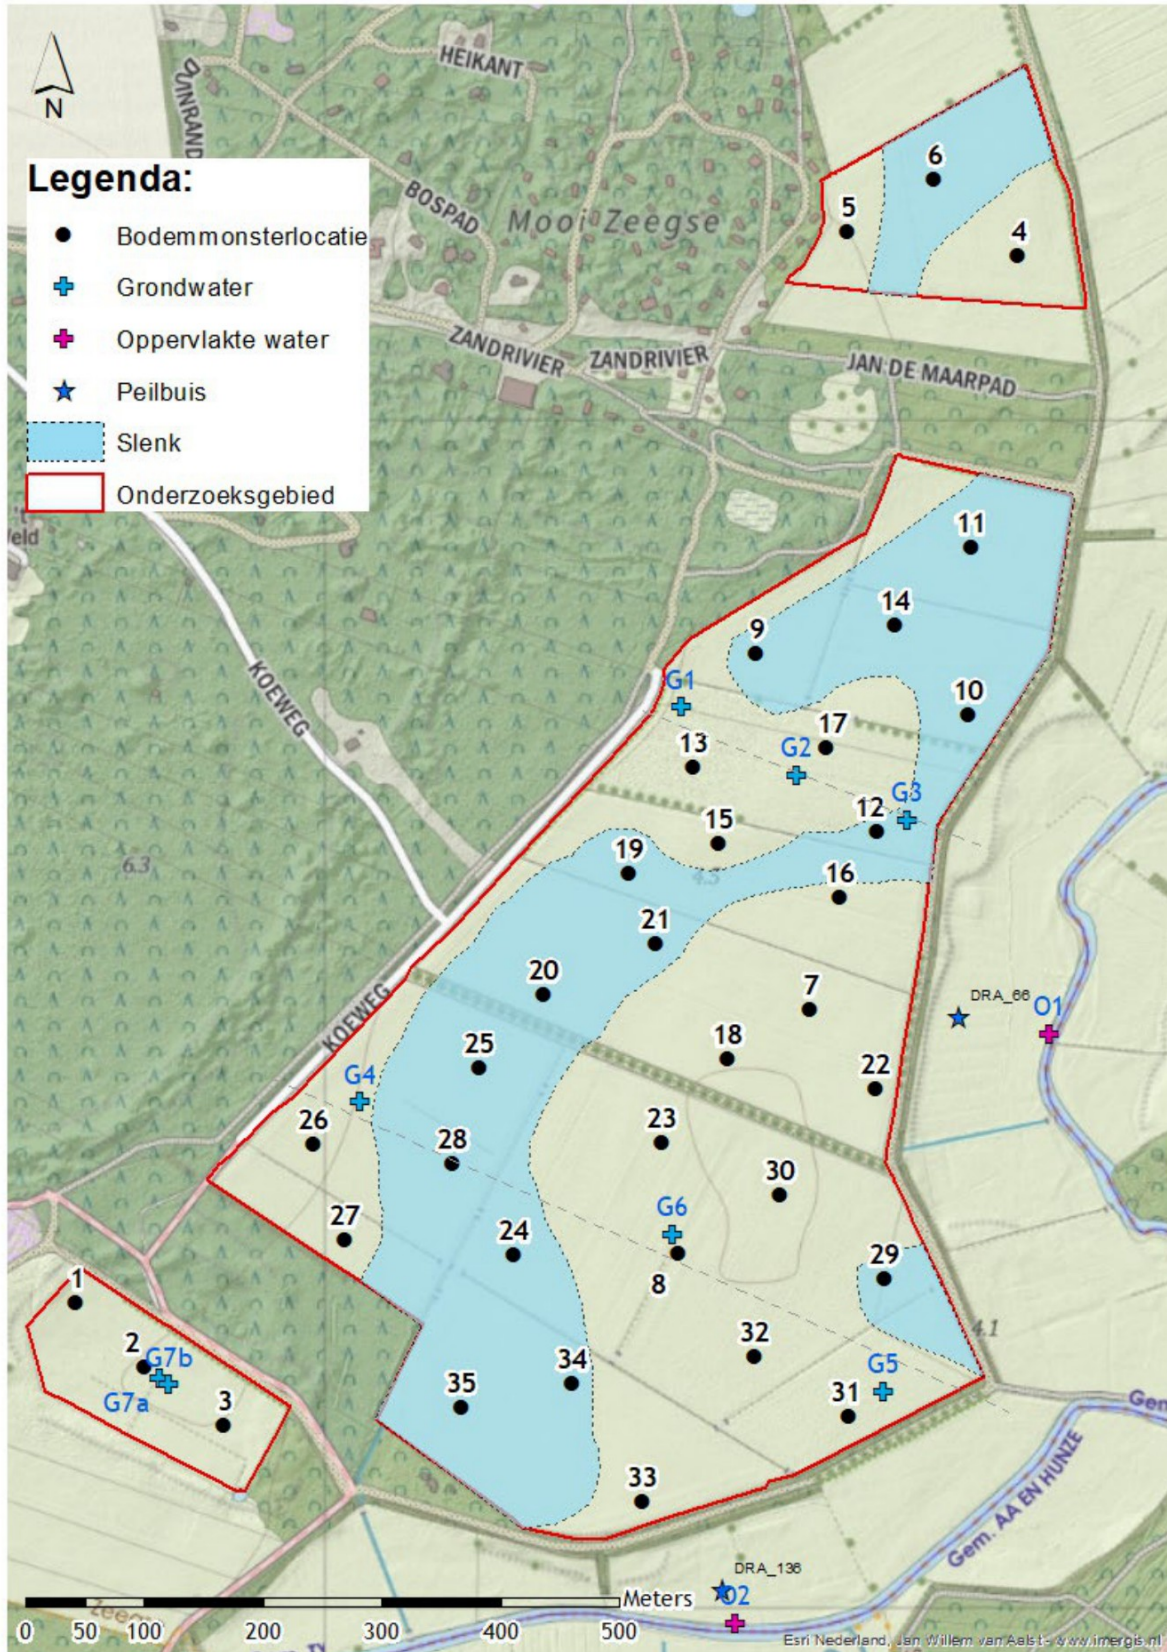 HEIKANT
DUINRAND
N
Legenda:
Bodemmonsterlocatie
Grondwater
Oppervlakte water
Peilbuis
Slenk
Onderzoeksgebied
BOSPAD
Mooi Zeegse
6
5
4
ZANDRIVIER
ZANDRIVIER
JAN DE MAARPAD
11
14
9
KOEWEG
G1
10
17
13
G2
G3
12
15
6.3
19
4.5
16
21
20
7
DRA_66
O1
KOEWEG
18
25
G4
22
26
28
23
30
G6
27
24
29
8
1
4.1
2
32
G7b
34
G5
G7a
3
35
31
Gem.
33
Gem. AA EN HUNZE
DRA_136
O2
Meters
0 50 100 200 300 400 500
Esri Nederland, Jan Willem van Aalst - www.imergis.nl